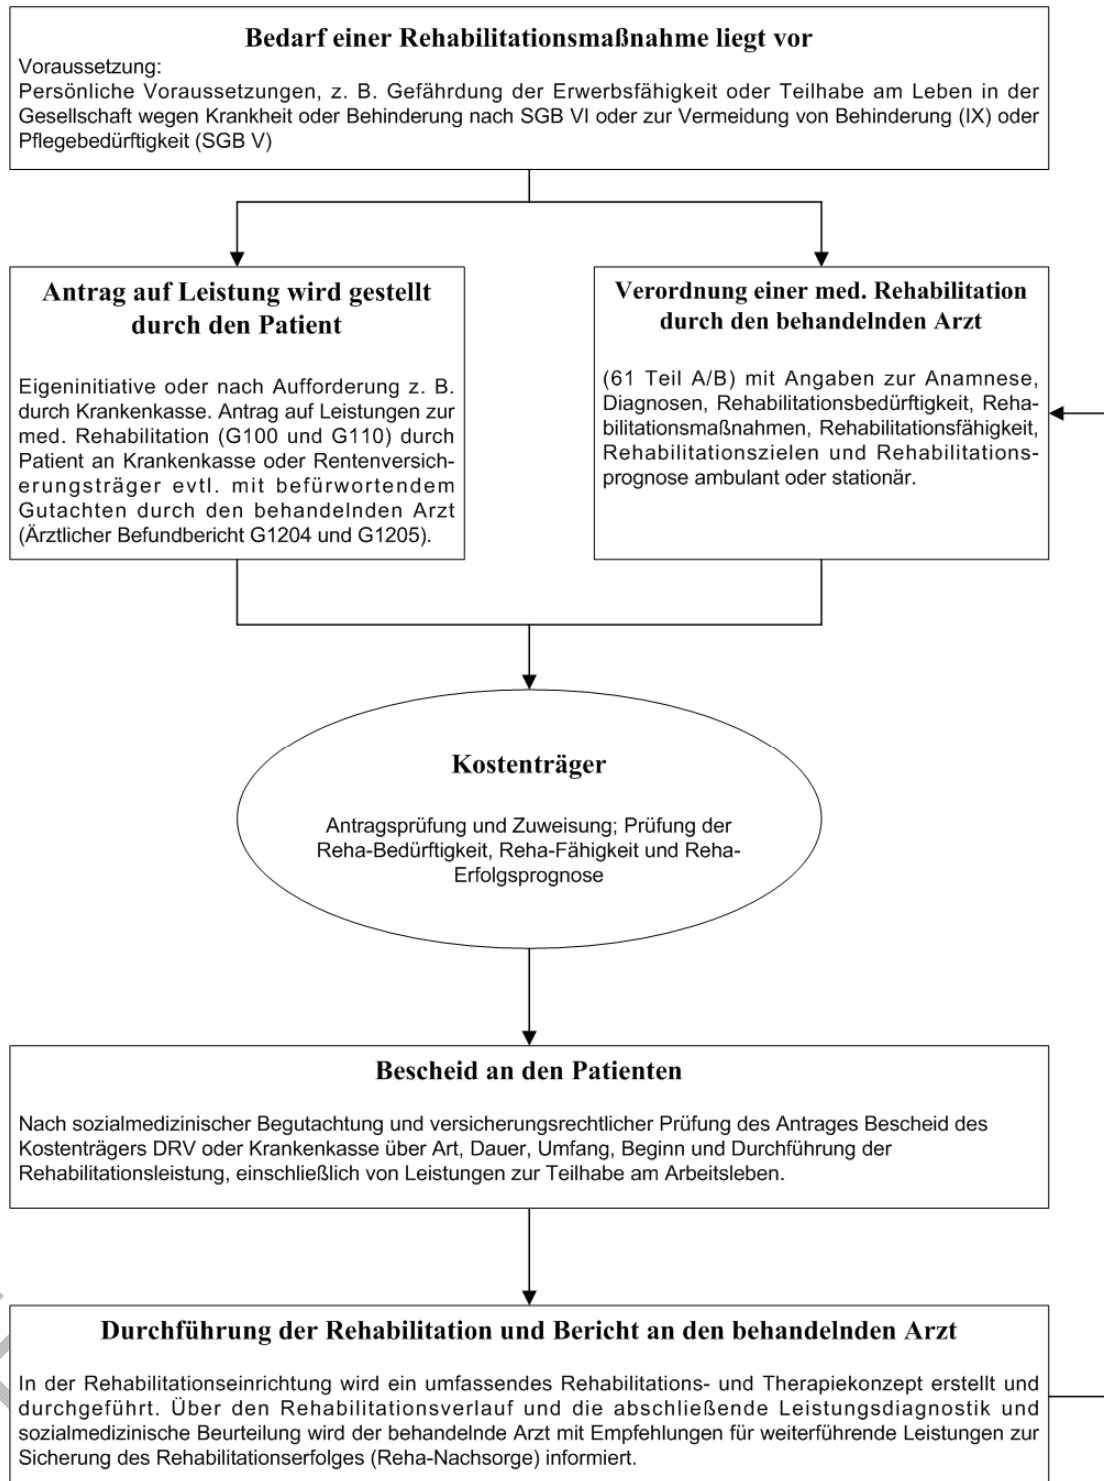 Bedarf einer Rehabilitationsmaßnahme liegt vor
Voraussetzung:
Persönliche Voraussetzungen, z. B. Gefährdung der Erwerbsfähigkeit oder Teilhabe am Leben in der
Gesellschaft wegen Krankheit oder Behinderung nach SGB VI oder zur Vermeidung von Behinderung (IX) oder
Pflegebedürftigkeit (SGB V)
Antrag auf Leistung wird gestellt
durch den Patient
Eigeninitiative oder nach Aufforderung z. B.
durch Krankenkasse. Antrag auf Leistungen zur
med. Rehabilitation (G100 und G110) durch
Patient an Krankenkasse oder Rentenversich-
erungsträger evtl. mit befürwortendem
Gutachten durch den behandelnden Arzt
(Ärztlicher Befundbericht G1204 und G1205).
Verordnung einer med. Rehabilitation
durch den behandelnden Arzt
(61 Teil A/B) mit Angaben zur Anamnese,
Diagnosen, Rehabilitationsbedürftigkeit, Reha-
bilitationsmaßnahmen, Rehabilitationsfähigkeit,
Rehabilitationszielen und Rehabilitations-
prognose ambulant oder stationär.
Kostenträger
Antragsprüfung und Zuweisung; Prüfung der
Reha-Bedürftigkeit, Reha-Fähigkeit und Reha-
Erfolgsprognose
Bescheid an den Patienten
Nach sozialmedizinischer Begutachtung und versicherungsrechtlicher Prüfung des Antrages Bescheid des
Kostenträgers DRV oder Krankenkasse über Art, Dauer, Umfang, Beginn und Durchführung der
Rehabilitationsleistung, einschließlich von Leistungen zur Teilhabe am Arbeitsleben.
Durchführung der Rehabilitation und Bericht an den behandelnden Arzt
In der Rehabilitationseinrichtung wird ein umfassendes Rehabilitations- und Therapiekonzept erstellt und
durchgeführt. Über den Rehabilitationsverlauf und die abschließende Leistungsdiagnostik und
sozialmedizinische Beurteilung wird der behandelnde Arzt mit Empfehlungen für weiterführende Leistungen zur
Sicherung des Rehabilitationserfolges (Reha-Nachsorge) informiert.